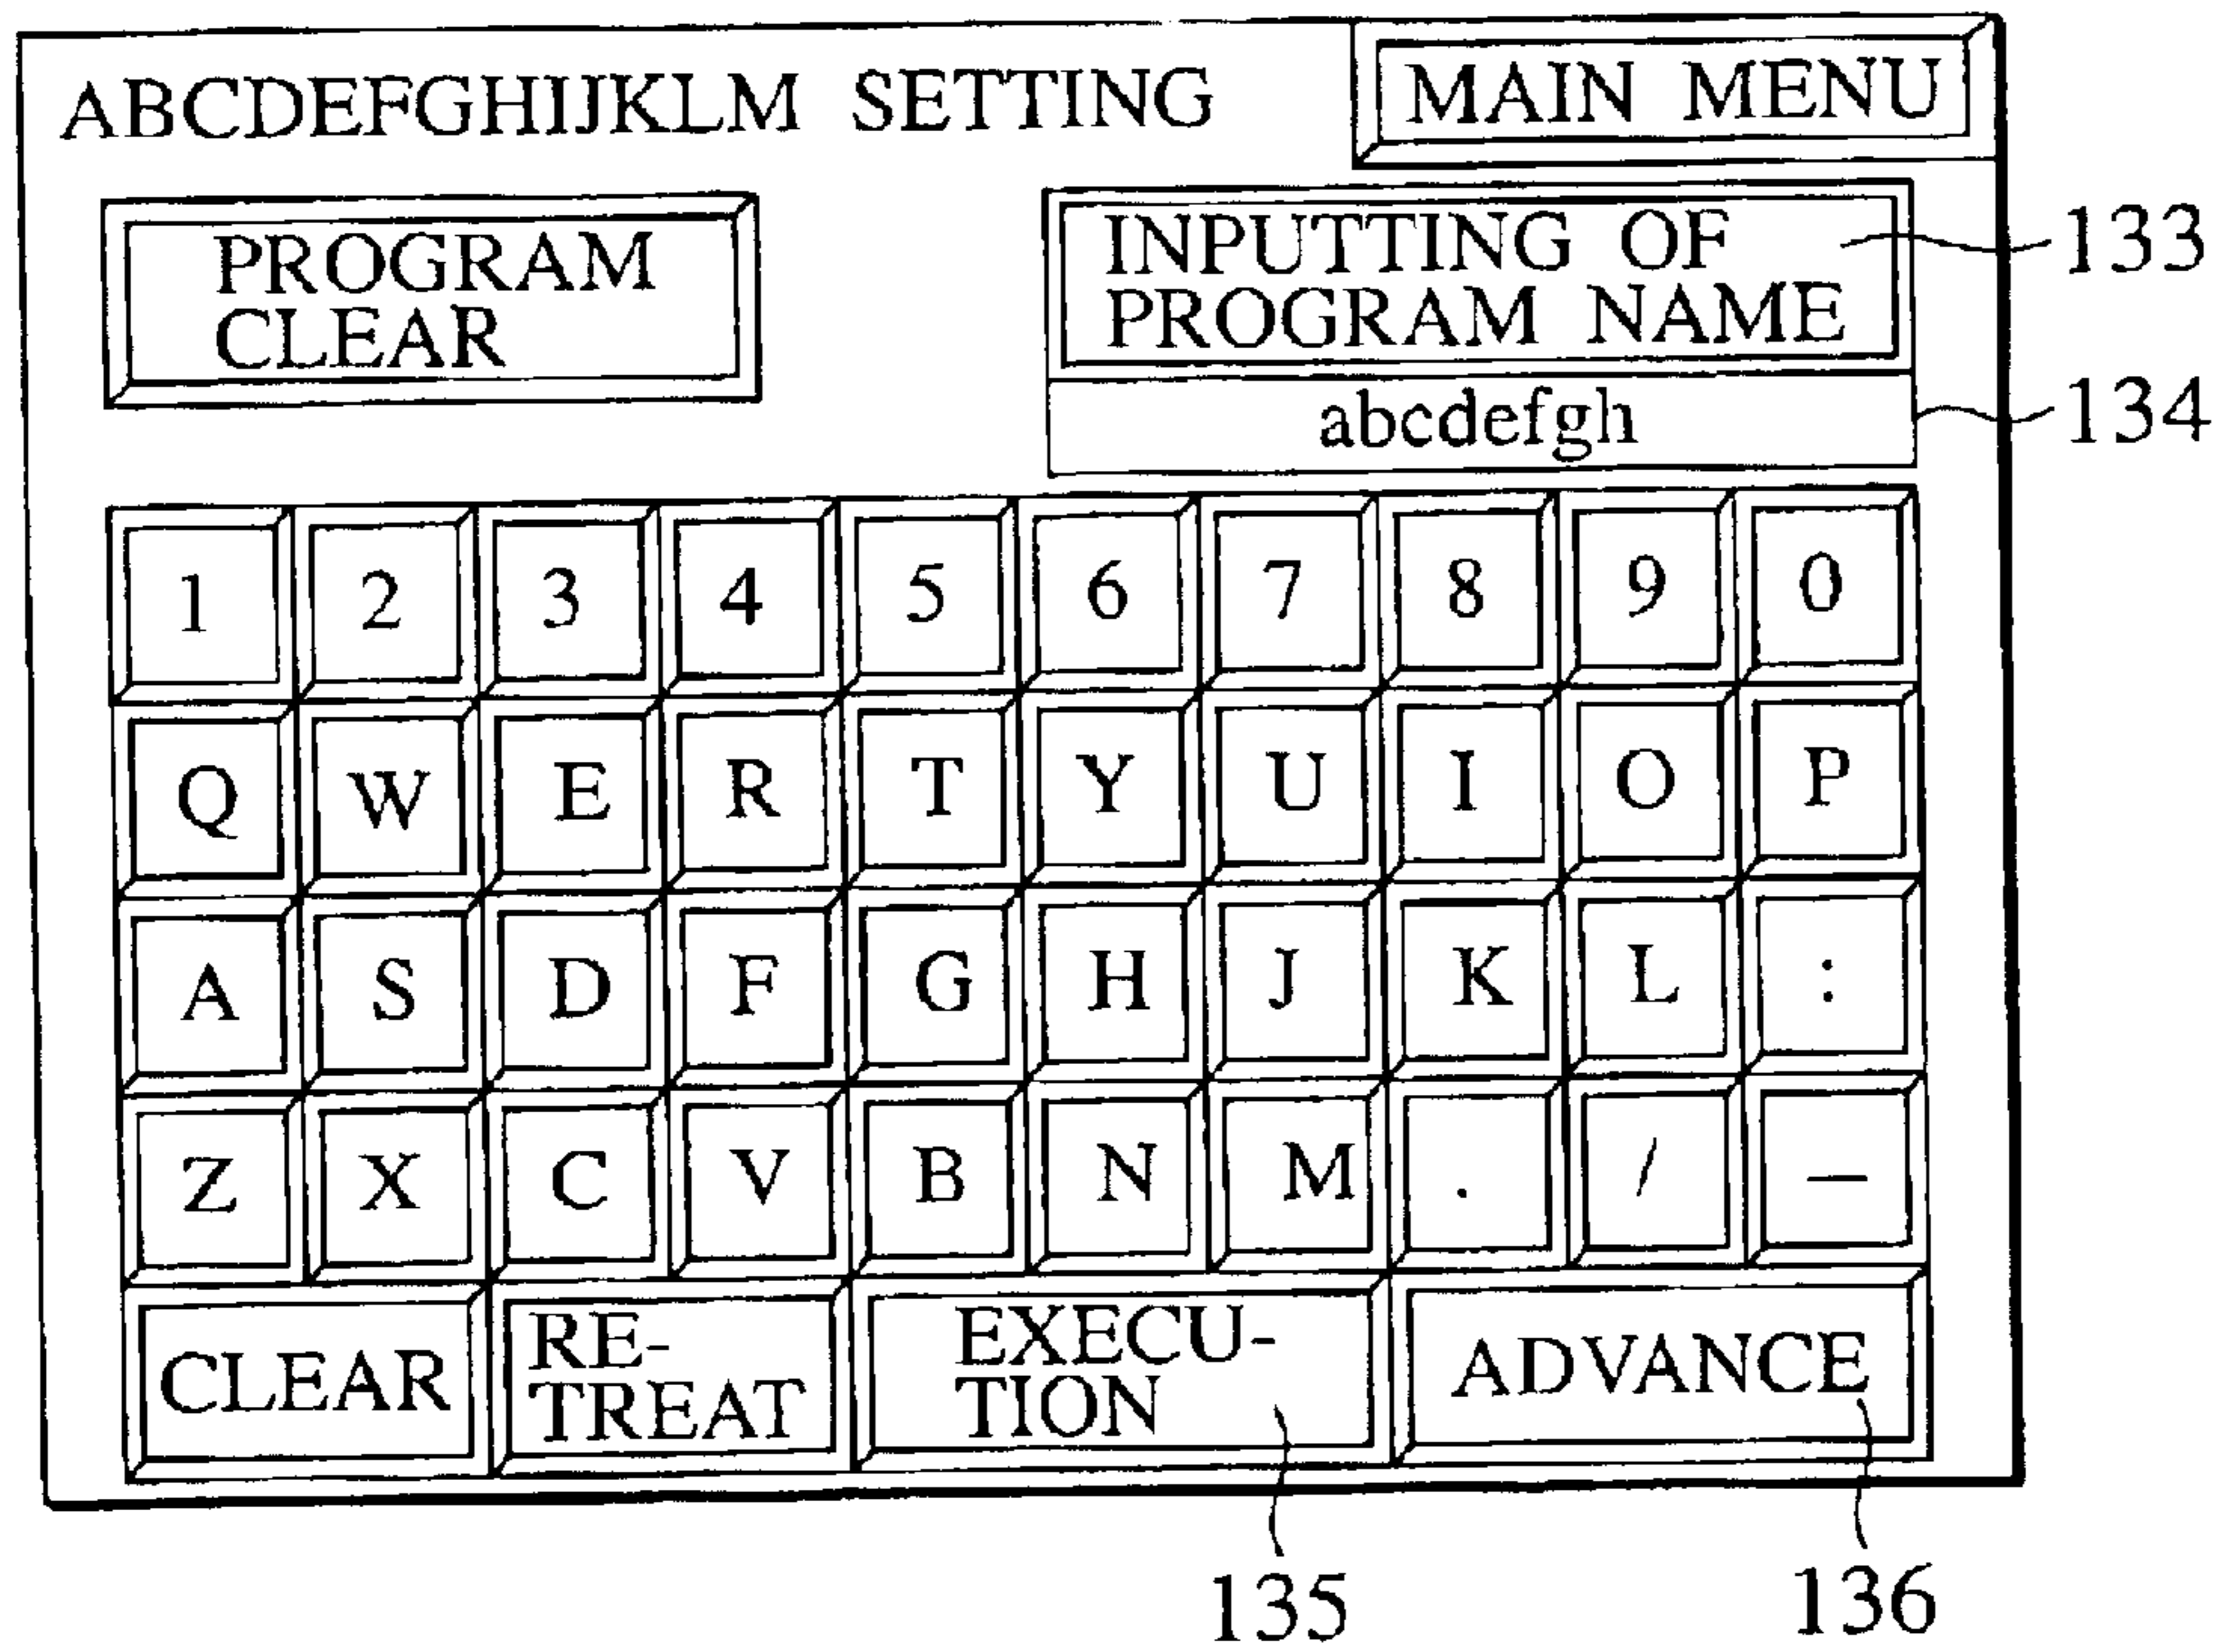 ABCDEFGHIJKLM SETTING
MAIN MENU
PROGRAM
CLEAR
INPUTTING OF
PROGRAM NAME
133
abcdefgh
134
1 2 3 4 5 6 7 8 9 0
Q W E R T Y U I O P
A S D F G H J K L :
Z X C V B N M . / —
CLEAR
RE-
TREAT
EXECU-
TION
ADVANCE
135
136